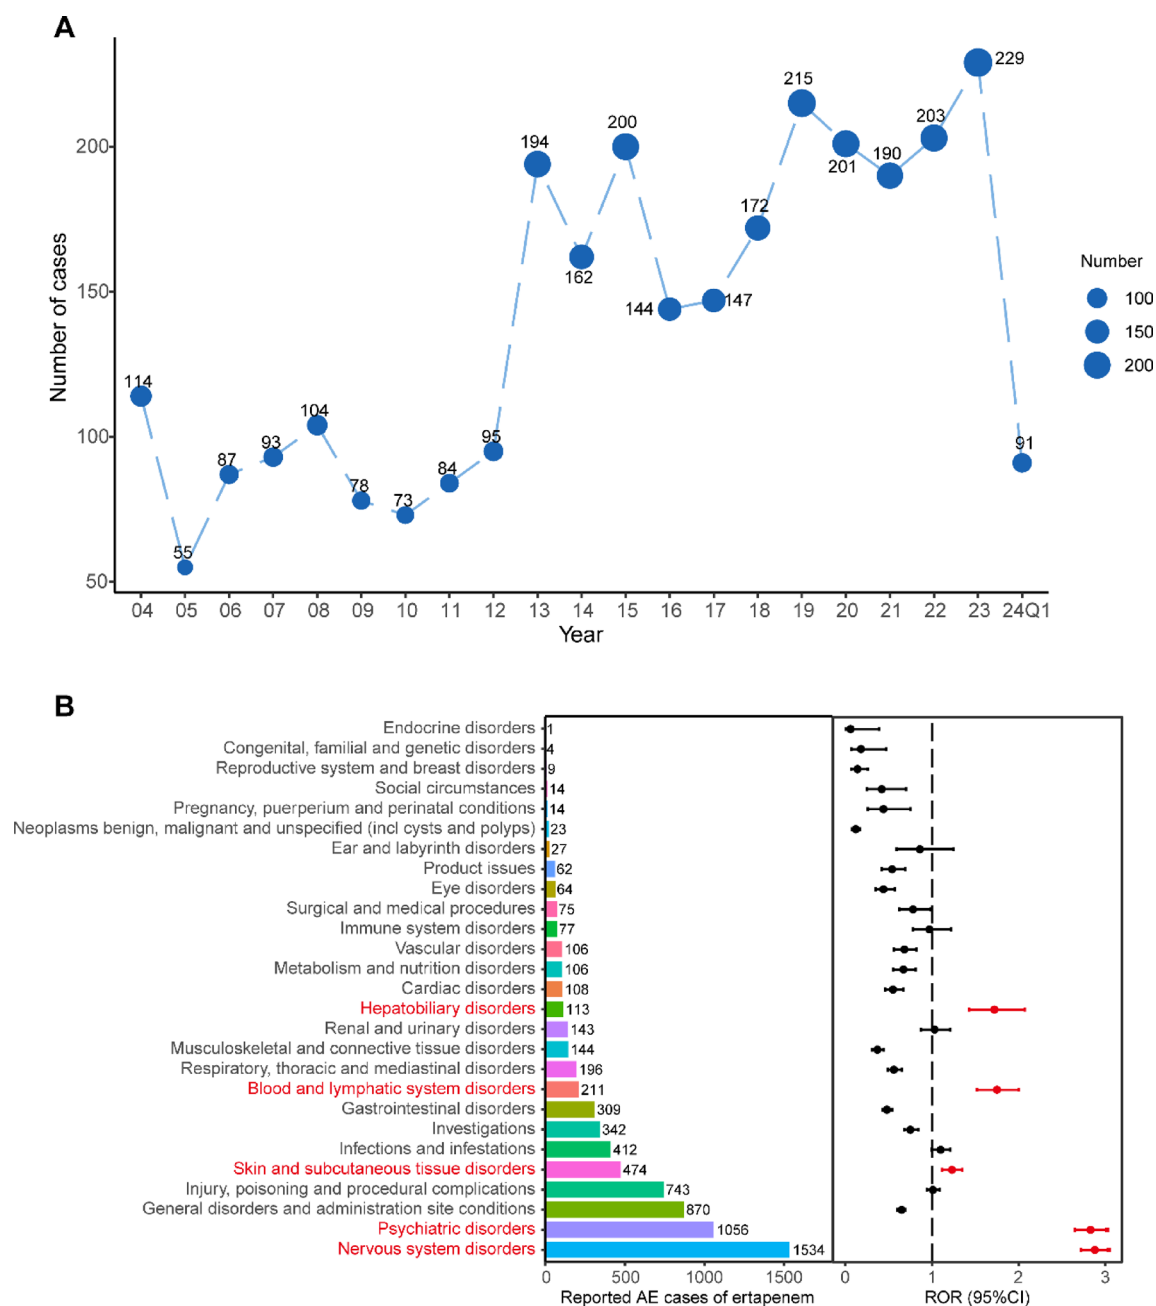 A
Number of cases
200
150
100
50
114
55
87
93
104
78
73
84
95
194
162
200
144
147
172
215
201
190
203
229
91
04 05 06 07 08 09 10 11 12 13 14 15 16 17 18 19 20 21 22 23 24Q1
Year
Number
100
150
200
B
Endocrine disorders 1
Congenital, familial and genetic disorders 4
Reproductive system and breast disorders 9
Social circumstances 14
Pregnancy, puerperium and perinatal conditions 14
Neoplasms benign, malignant and unspecified (incl cysts and polyps) 23
Ear and labyrinth disorders 27
Product issues 62
Eye disorders 64
Surgical and medical procedures 75
Immune system disorders 77
Vascular disorders 106
Metabolism and nutrition disorders 106
Cardiac disorders 108
Hepatobiliary disorders 113
Renal and urinary disorders 143
Musculoskeletal and connective tissue disorders 144
Respiratory, thoracic and mediastinal disorders 196
Blood and lymphatic system disorders 211
Gastrointestinal disorders 309
Investigations 342
Infections and infestations 412
Skin and subcutaneous tissue disorders 474
Injury, poisoning and procedural complications 743
General disorders and administration site conditions 870
Psychiatric disorders 1056
Nervous system disorders 1534
0 500 1000 1500 0 1 2 3
Reported AE cases of ertapenem ROR (95%CI)